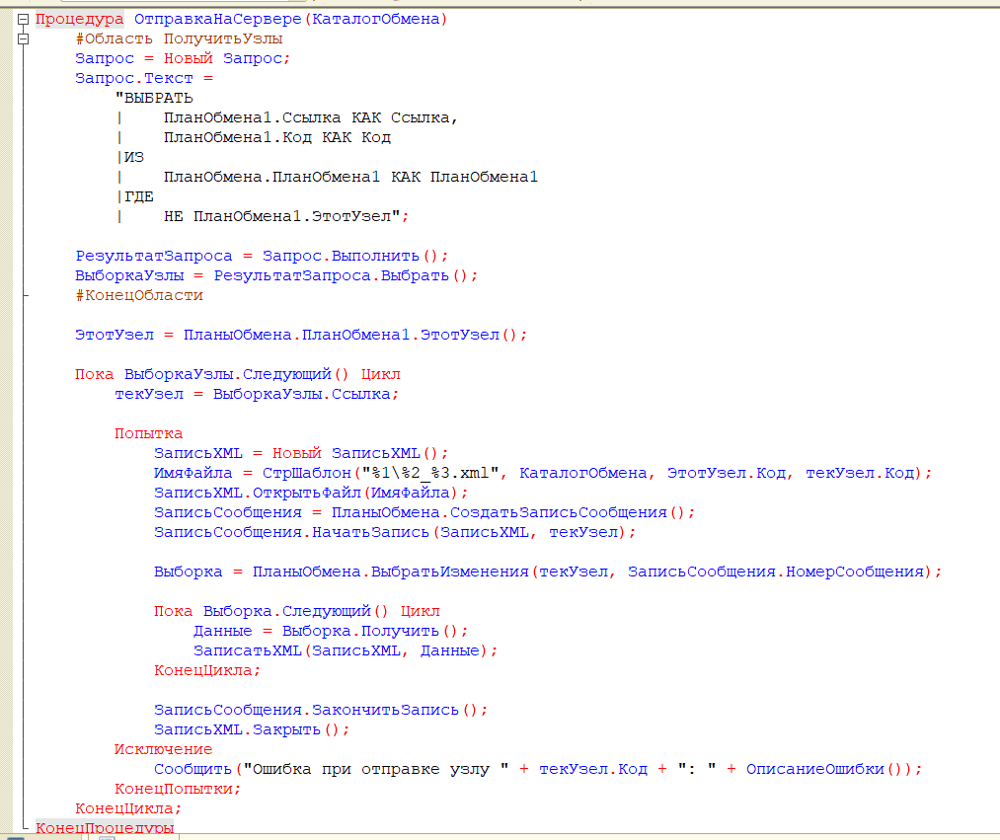 Процедура ОтправкаНаСервере(КаталогОбмена)
#Область ПолучитьУзлы
Запрос = Новый Запрос;
Запрос.Текст =
"ВЫБРАТЬ
|    ПланОбмена1.Ссылка КАК Ссылка,
|    ПланОбмена1.Код КАК Код
|ИЗ
|    ПланОбмена.ПланОбмена1 КАК ПланОбмена1
|ГДЕ
|    НЕ ПланОбмена1.ЭтотУзел";
РезультатЗапроса = Запрос.Выполнить();
ВыборкаУзлы = РезультатЗапроса.Выбрать();
#КонецОбласти
ЭтотУзел = ПланыОбмена.ПланОбмена1.ЭтотУзел();
Пока ВыборкаУзлы.Следующий() Цикл
текУзел = ВыборкаУзлы.Ссылка;
Попытка
ЗаписьXML = Новый ЗаписьXML();
ИмяФайла = СтрШаблон("%1\%2_%3.xml", КаталогОбмена, ЭтотУзел.Код, текУзел.Код);
ЗаписьXML.ОткрытьФайл(ИмяФайла);
ЗаписьСообщения = ПланыОбмена.СоздатьЗаписьСообщения();
ЗаписьСообщения.НачатьЗапись(ЗаписьXML, текУзел);
Выборка = ПланыОбмена.ВыбратьИзменения(текУзел, ЗаписьСообщения.НомерСообщения);
Пока Выборка.Следующий() Цикл
Данные = Выборка.Получить();
ЗаписатьXML(ЗаписьXML, Данные);
КонецЦикла;
ЗаписьСообщения.ЗакончитьЗапись();
ЗаписьXML.Закрыть();
Исключение
Сообщить("Ошибка при отправке узлу " + текУзел.Код + ": " + ОписаниеОшибки());
КонецПопытки;
КонецЦикла;
КонецПроцедуры